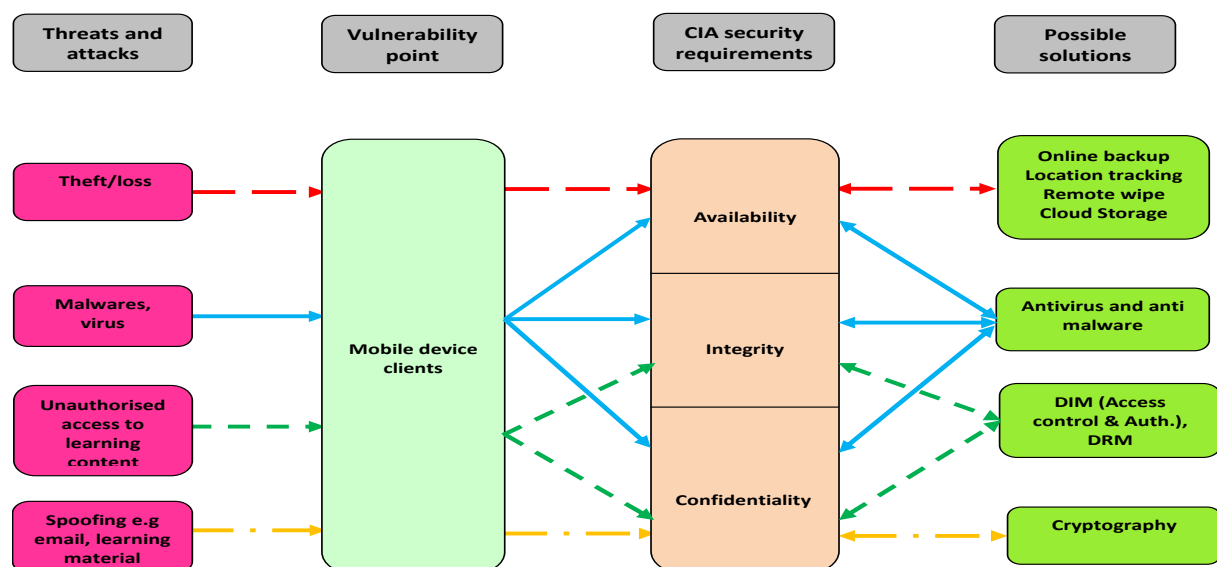 Threats and
attacks
Vulnerability
point
CIA security
requirements
Possible
solutions
Theft/loss
Malwares,
virus
Unauthorised
access to
learning
content
Spoofing e.g
email, learning
material
Mobile device
clients
Availability
Integrity
Confidentiality
Online backup
Location tracking
Remote wipe
Cloud Storage
Antivirus and anti
malware
DIM (Access
control & Auth.),
DRM
Cryptography